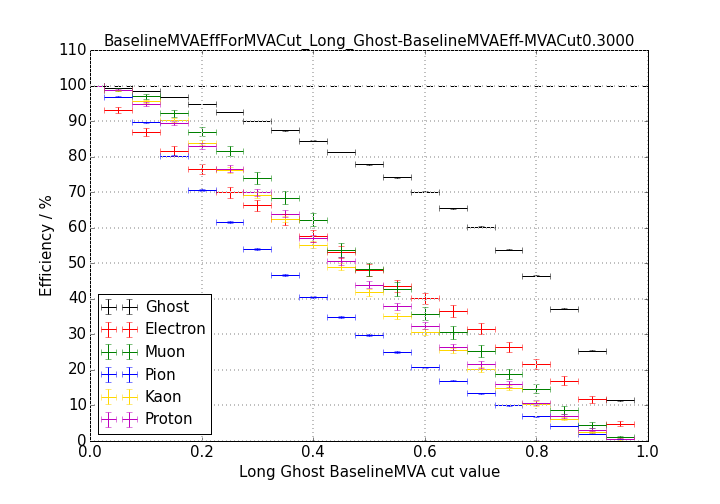 BaselineMVAEffForMVACut_Long_Ghost-BaselineMVAEff-MVACut0.3000
110
100
90
80
70
60
50
40
30
20
10
0
Efficiency / %
Ghost
Electron
Muon
Pion
Kaon
Proton
0.0 0.2 0.4 0.6 0.8 1.0
Long Ghost BaselineMVA cut value